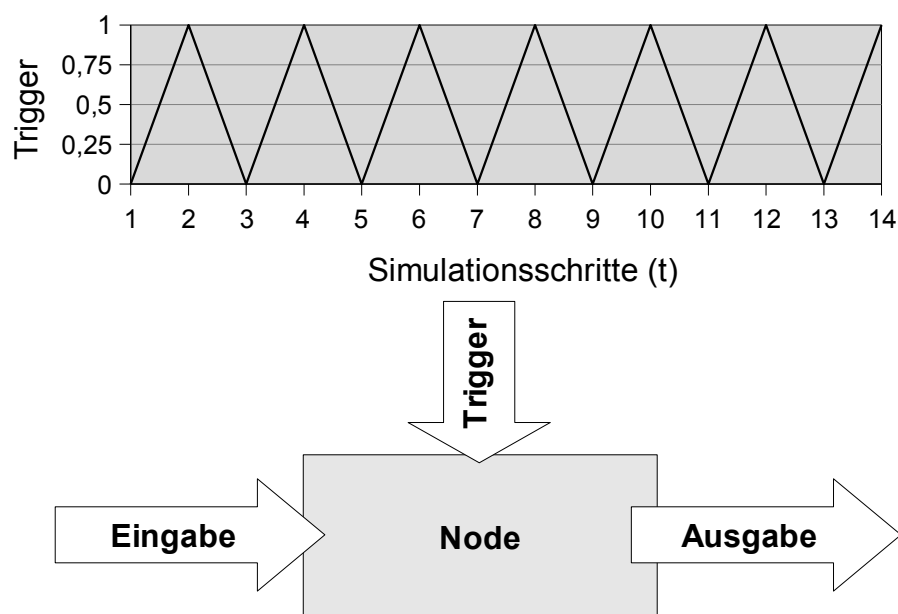 1
0,75
0,5
0,25
0
Trigger
1 2 3 4 5 6 7 8 9 10 11 12 13 14
Simulationsschritte (t)
Trigger
Eingabe
Node
Ausgabe